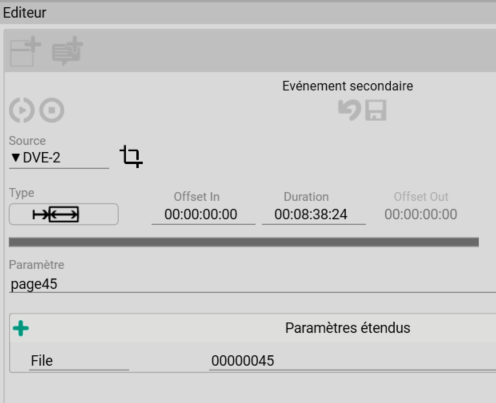 Editeur
Evénement secondaire
Source
▼DVE-2
Type
Offset In Duration Offset Out
00:00:00:00 00:08:38:24 00:00:00:00
Paramètre
page45
Paramètres étendus
File 00000045